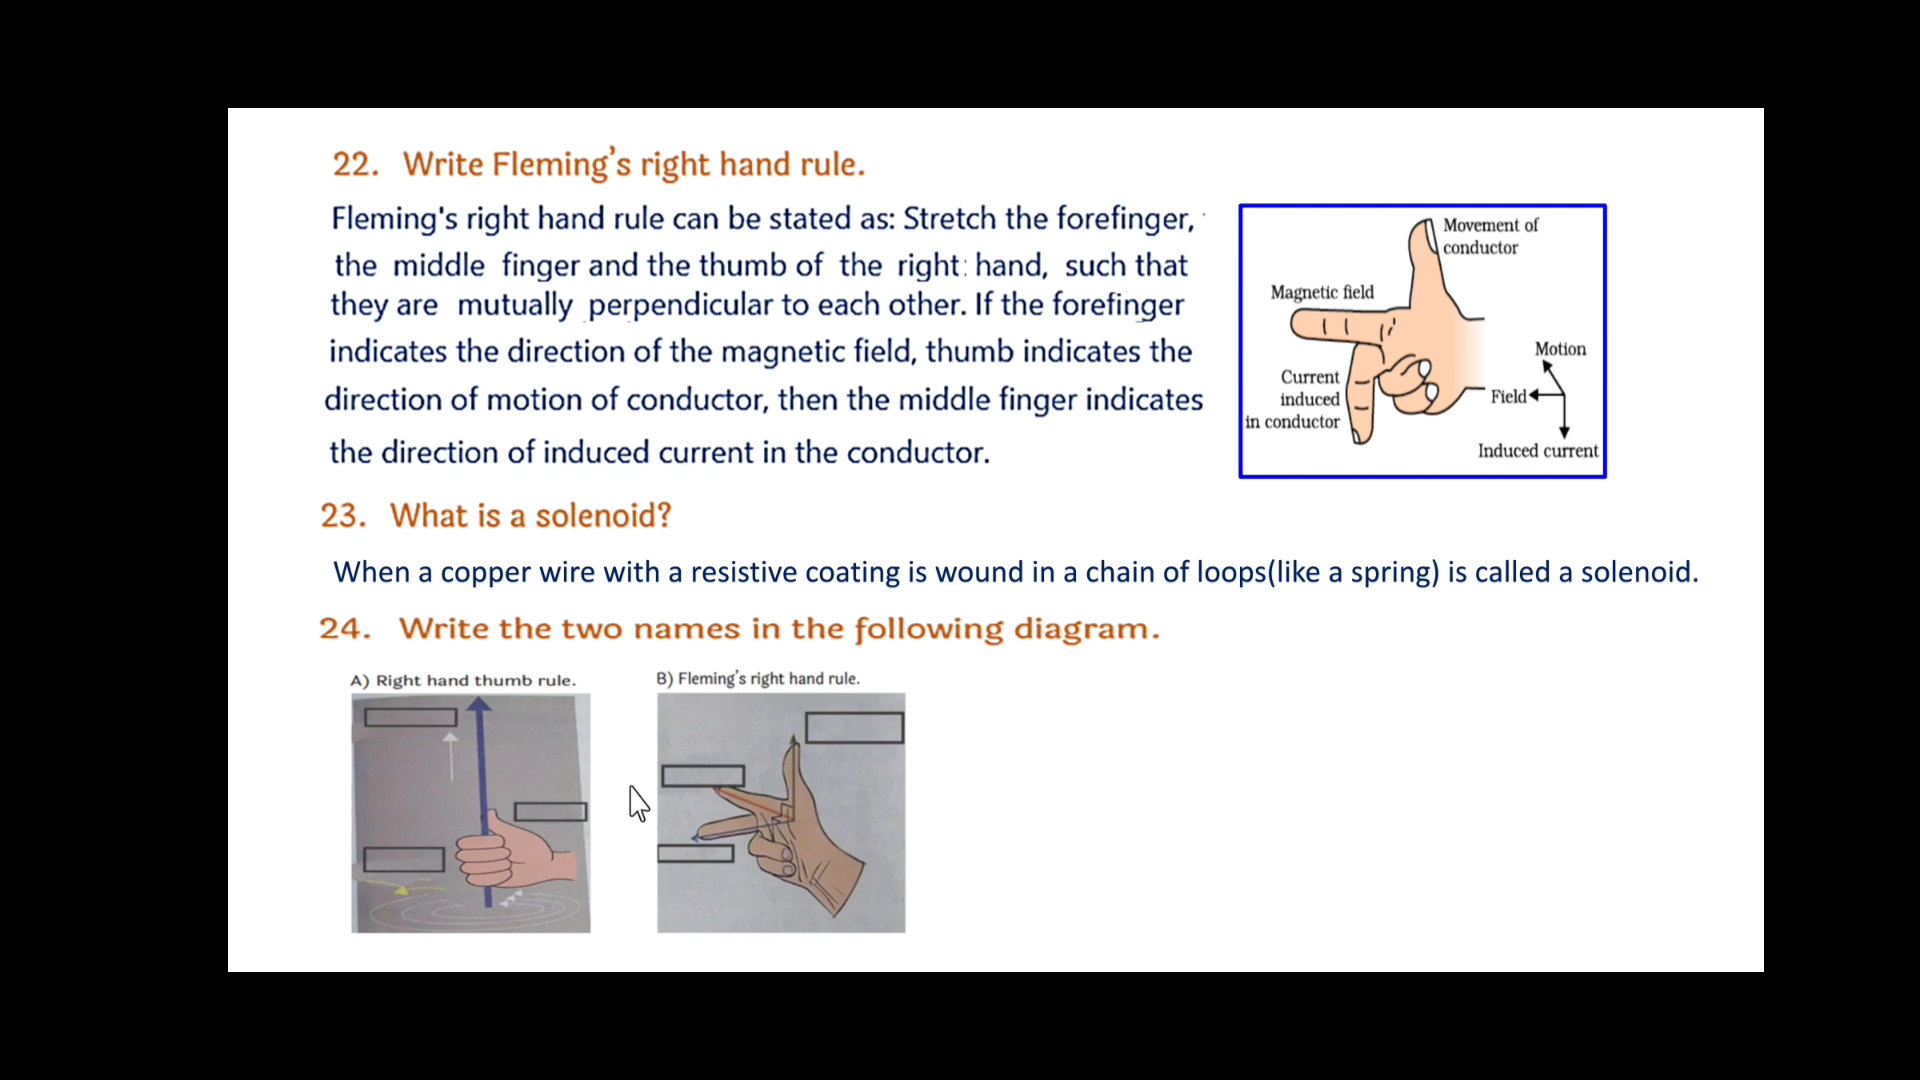 22. Write Fleming's right hand rule.
Fleming's right hand rule can be stated as: Stretch the forefinger,
the middle finger and the thumb of the right hand, such that
they are mutually perpendicular to each other. If the forefinger
indicates the direction of the magnetic field, thumb indicates the
direction of motion of conductor, then the middle finger indicates
the direction of induced current in the conductor.
Movement of
conductor
Magnetic field
Current
induced
in conductor
Motion
Field
Induced current
23. What is a solenoid?
When a copper wire with a resistive coating is wound in a chain of loops(like a spring) is called a solenoid.
24. Write the two names in the following diagram.
A) Right hand thumb rule.
B) Fleming's right hand rule.